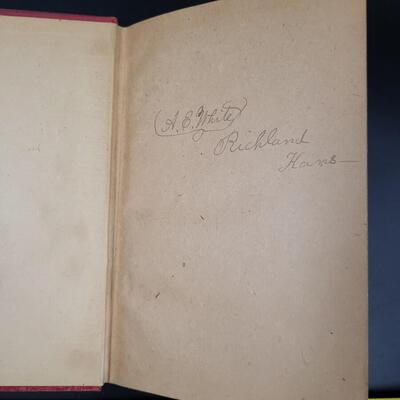 A. E. White
Richland
Kans